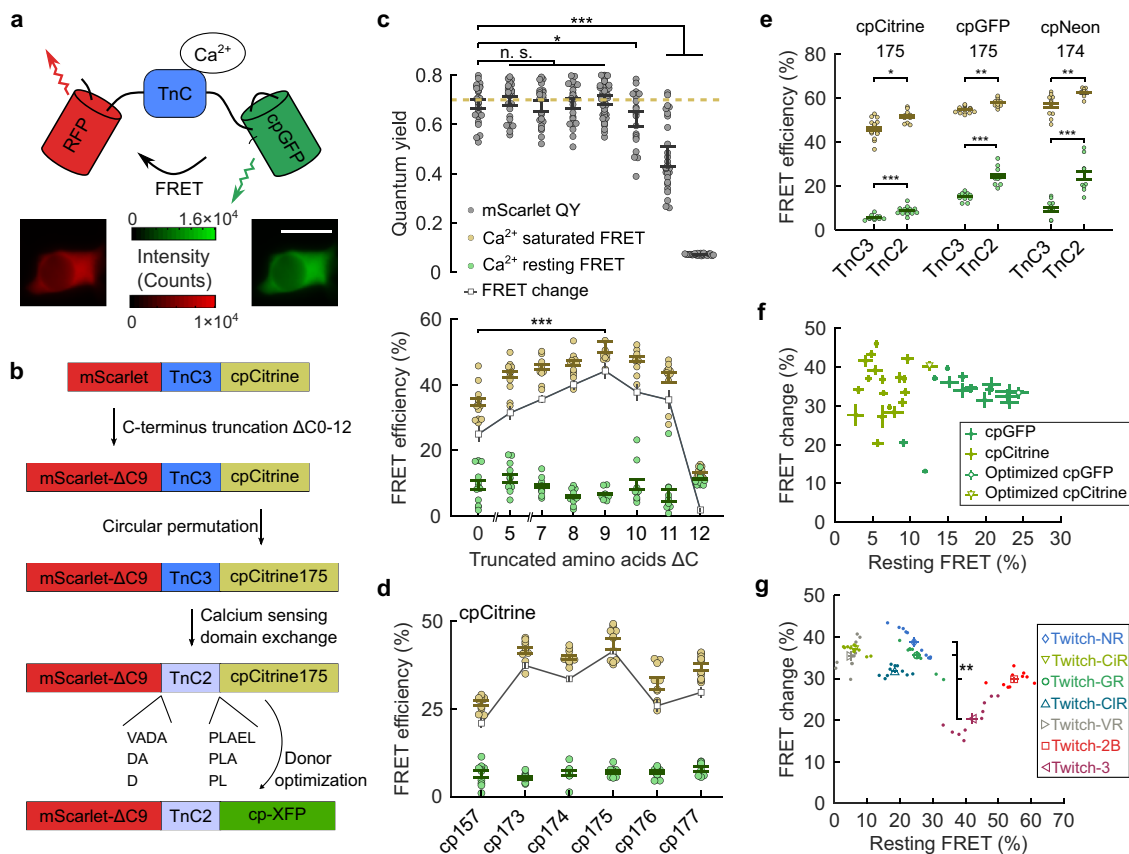 a
Ca2+
TnC
RFP
cpGFP
FRET
0 1.6×10^4
Intensity
(Counts)
0 1×10^4
b
mScarlet TnC3 cpCitrine
C-terminus truncation ΔC0-12
mScarlet-ΔC9 TnC3 cpCitrine
Circular permutation
mScarlet-ΔC9 TnC3 cpCitrine175
Calcium sensing
domain exchange
mScarlet-ΔC9 TnC2 cpCitrine175
VADA PLAEL
DA PLA
D PL
Donor
optimization
mScarlet-ΔC9 TnC2 cp-XFP
c
***
*
n. s.
Quantum yield
0.8
0.6
0.4
0.2
0
mScarlet QY
Ca2+ saturated FRET
Ca2+ resting FRET
FRET change
***
FRET efficiency (%)
60
40
20
0
0 5 7 8 9 10 11 12
Truncated amino acids ΔC
d
cpCitrine
FRET efficiency (%)
50
25
0
cp157 cp173 cp174 cp175 cp176 cp177
e
cpCitrine cpGFP cpNeon
175 175 174
FRET efficiency (%)
80
60
40
20
0
* ** **
*** *** ***
TnC3 TnC2 TnC3 TnC2 TnC3 TnC2
f
FRET change (%)
50
40
30
20
10
0
0 5 10 15 20 25 30
Resting FRET (%)
cpGFP
cpCitrine
Optimized cpGFP
Optimized cpCitrine
g
FRET change (%)
50
40
30
20
10
0
0 10 20 30 40 50 60 70
Resting FRET (%)
**
Twitch-NR
Twitch-CiR
Twitch-GR
Twitch-ClR
Twitch-VR
Twitch-2B
Twitch-3